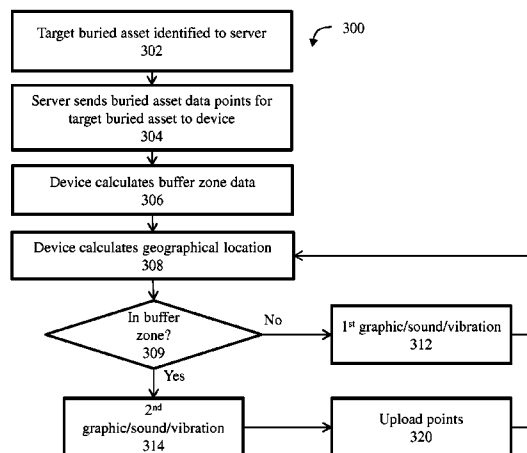 Target buried asset identified to server
302
300
Server sends buried asset data points for
target buried asset to device
304
Device calculates buffer zone data
306
Device calculates geographical location
308
In buffer
zone?
309
No
1st graphic/sound/vibration
312
Yes
2nd
graphic/sound/vibration
314
Upload points
320